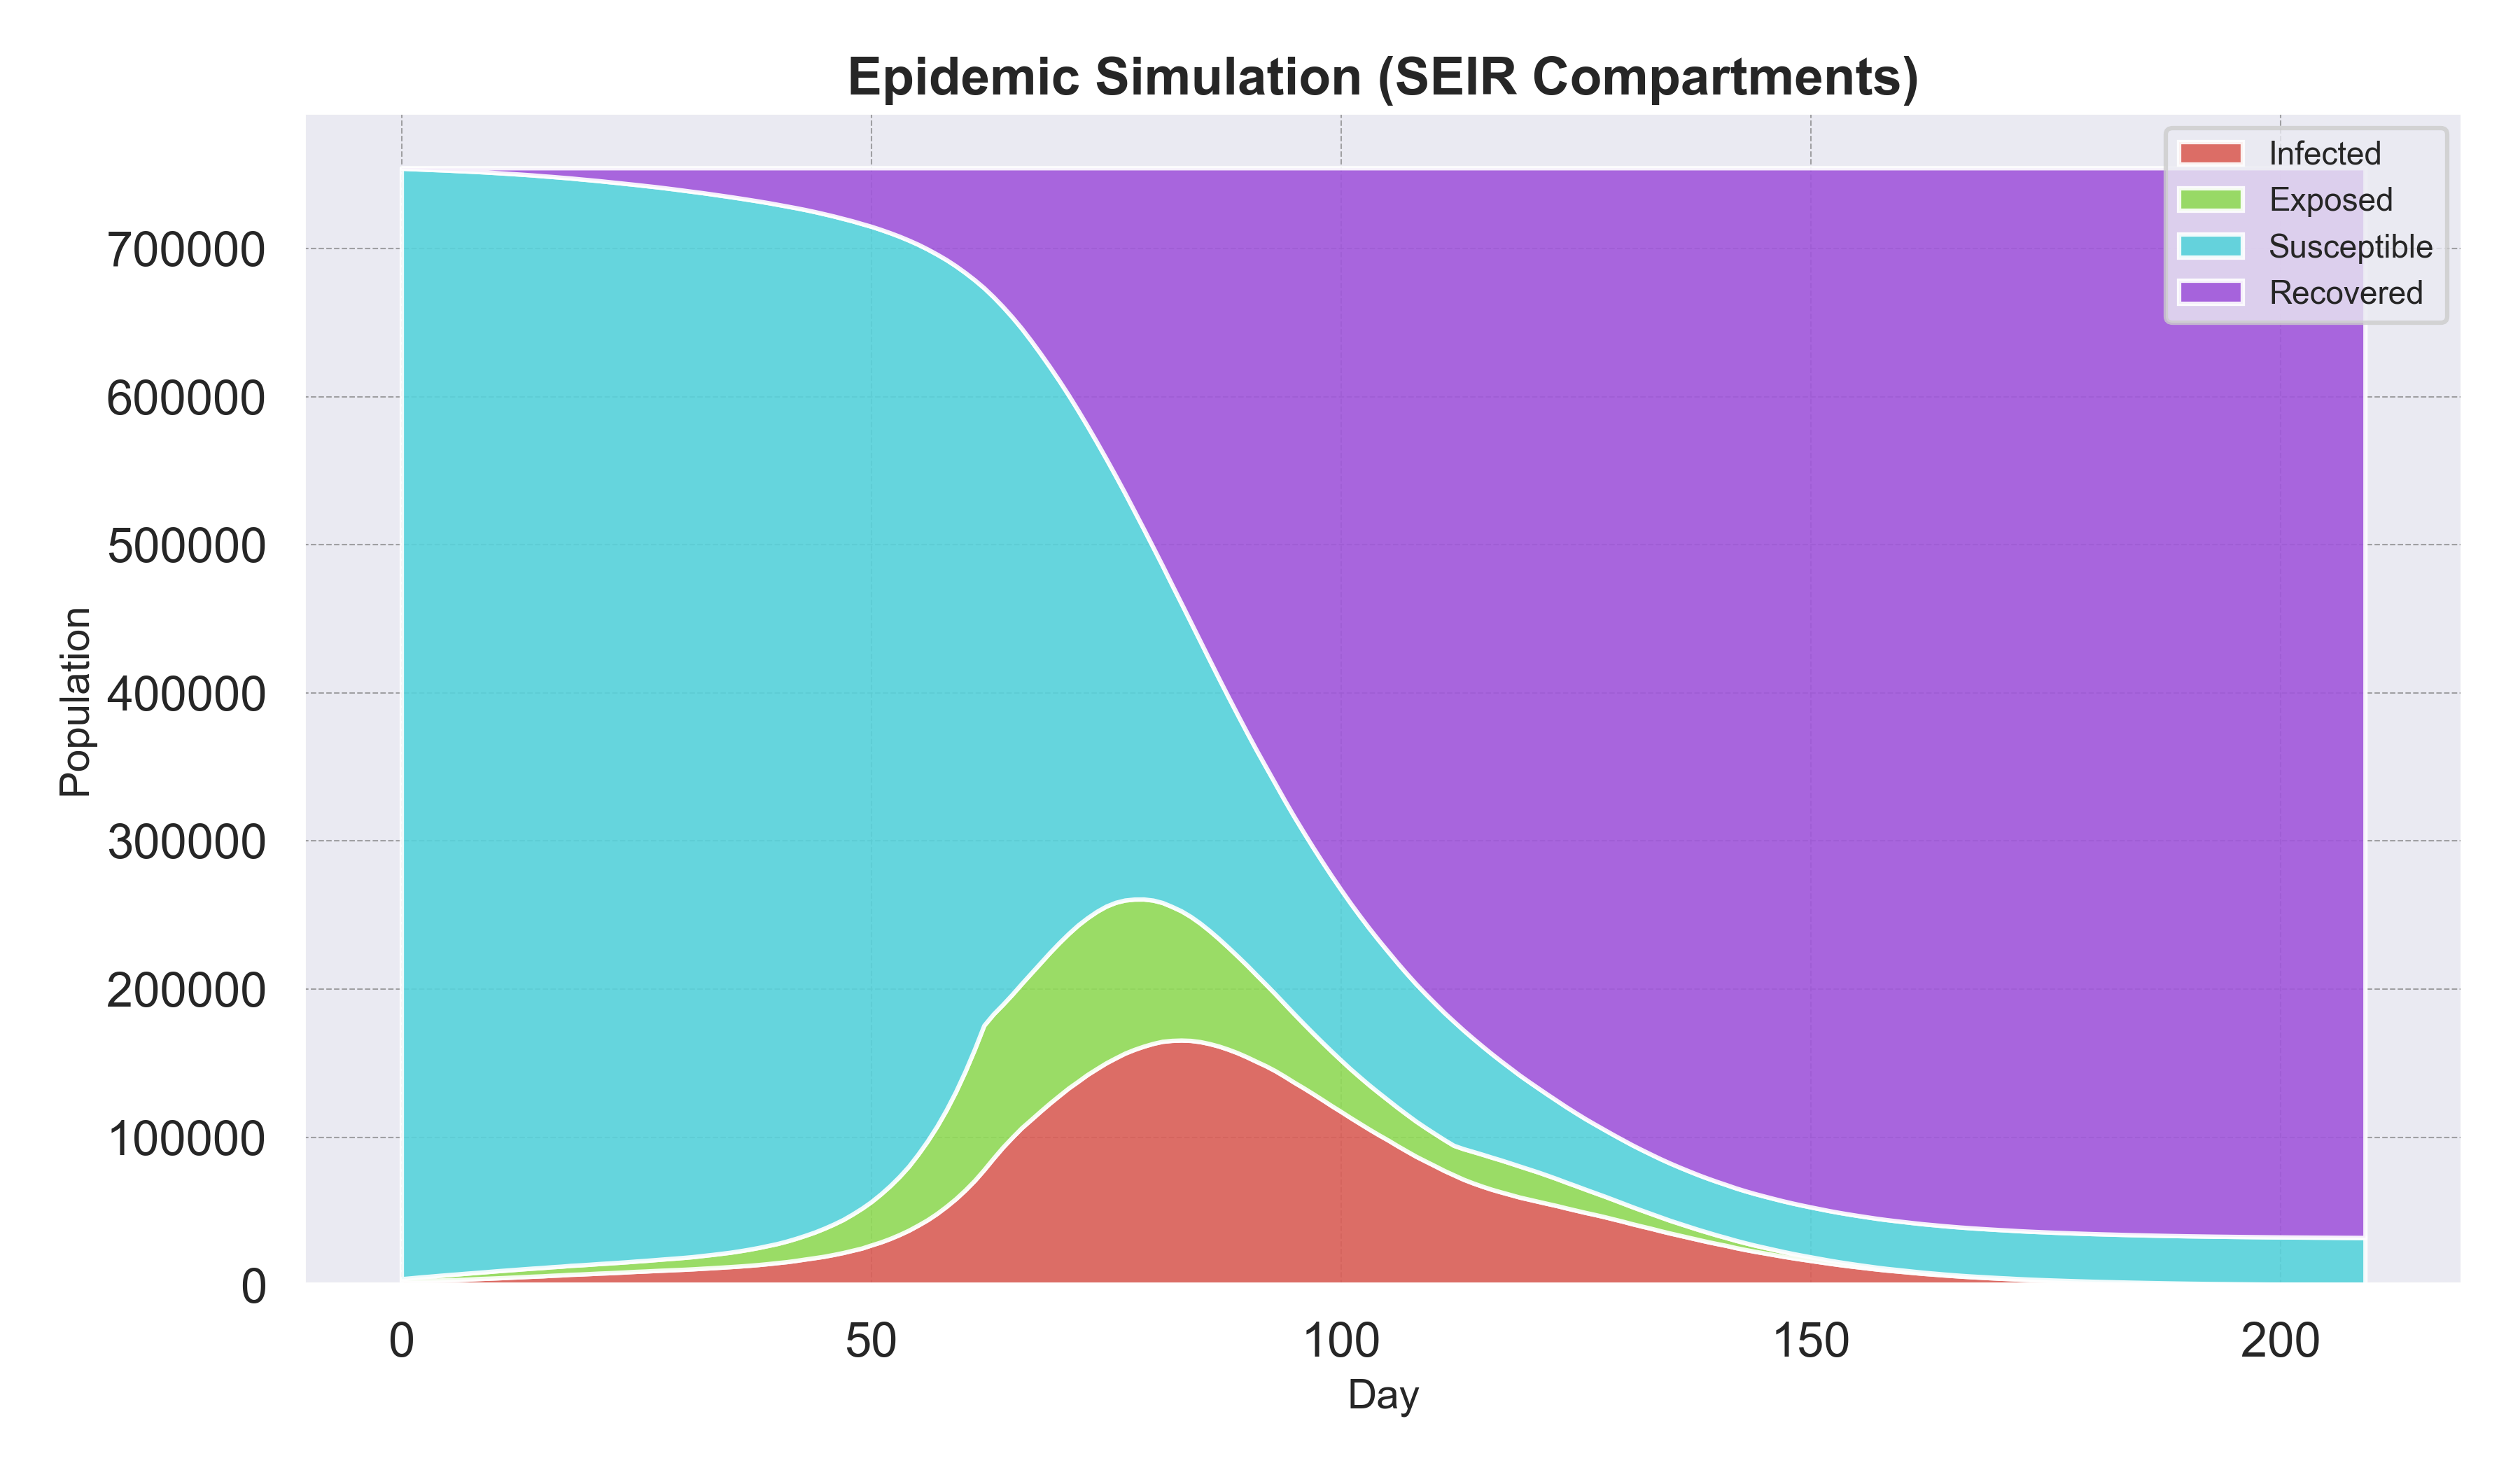 Epidemic Simulation (SEIR Compartments)
Infected
Exposed
Susceptible
Recovered
Population
700000
600000
500000
400000
300000
200000
100000
0
0 50 100 150 200
Day